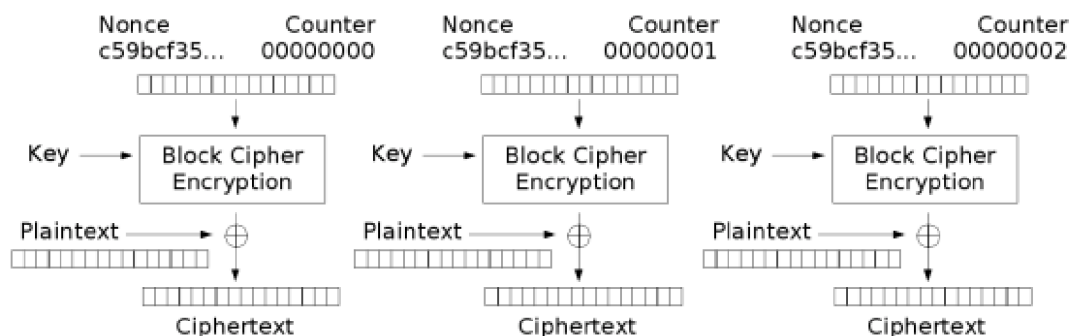 Nonce Counter
c59bcf35... 00000000
Key
Block Cipher
Encryption
Plaintext
Ciphertext
Nonce Counter
c59bcf35... 00000001
Key
Block Cipher
Encryption
Plaintext
Ciphertext
Nonce Counter
c59bcf35... 00000002
Key
Block Cipher
Encryption
Plaintext
Ciphertext